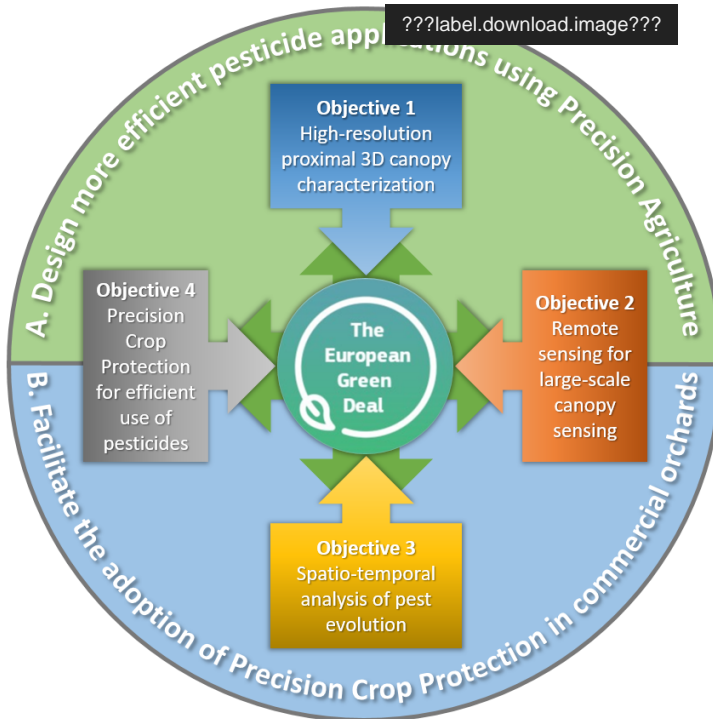 ???label.download.image???
A. Design more efficient pesticide applications using Precision Agriculture
Objective 1
High-resolution
proximal 3D canopy
characterization
Objective 4
Precision
Crop
Protection
for efficient
use of
pesticides
The
European
Green
Deal
Objective 2
Remote
sensing for
large-scale
canopy
sensing
Objective 3
Spatio-temporal
analysis of pest
evolution
B. Facilitate the adoption of Precision Crop Protection in commercial orchards